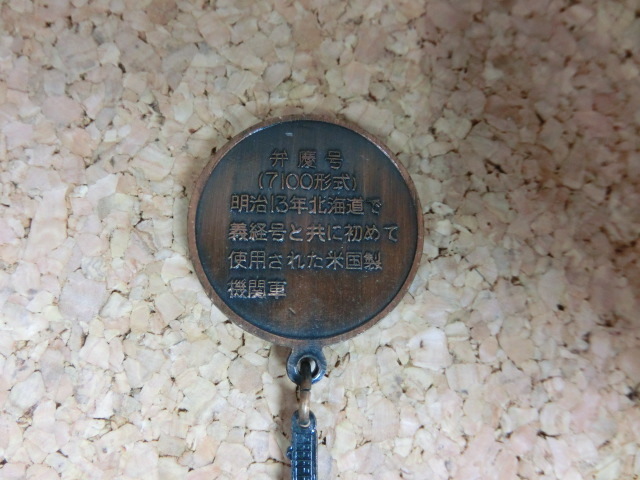 弁慶号
(7100形式)
明治13年北海道で
義経号と共に初めて
使用された米国製
機関車